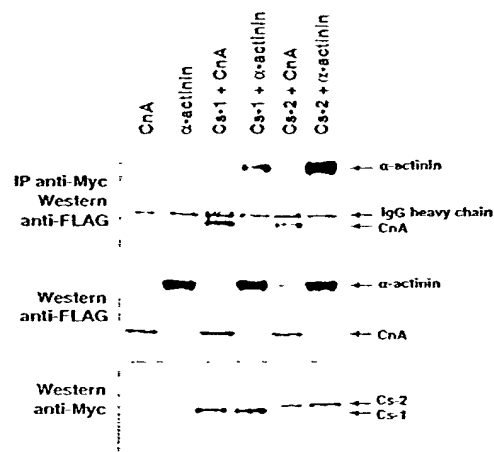 CnA
α-actinin
Cs-1 + CnA
Cs-1 + α-actinin
Cs-2 + CnA
Cs-2 + α-actinin
IP anti-Myc
Western
anti-FLAG
α-actinin
IgG heavy chain
CnA
Western
anti-FLAG
α-actinin
CnA
Western
anti-Myc
Cs-2
Cs-1